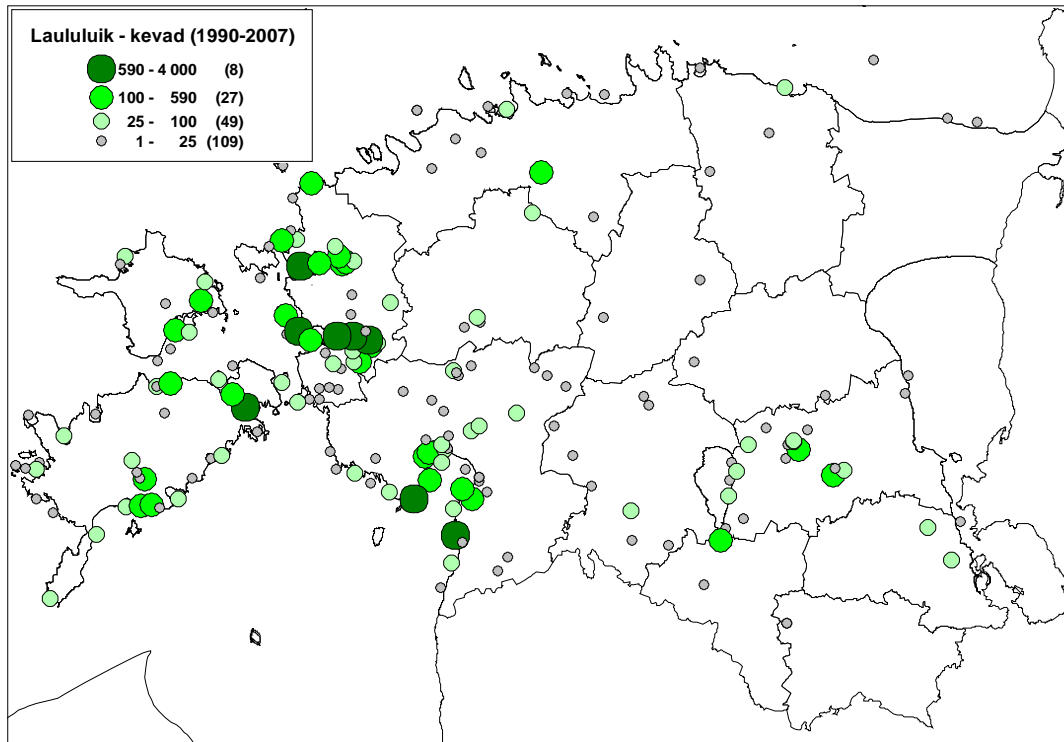 Laululuik - kevad (1990-2007)
590 - 4 000 (8)
100 - 590 (27)
25 - 100 (49)
1 - 25 (109)